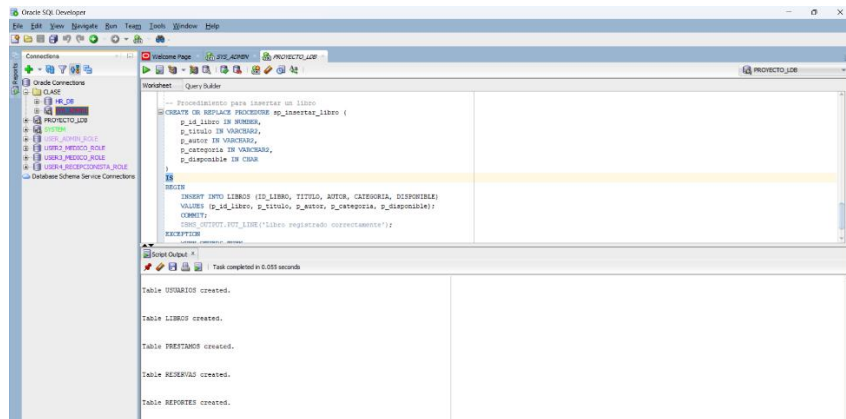 Oracle SQL Developer
File Edit View Navigate Run Team Tools Window Help
Connections
Oracle Connections
CLASE
HR_DB
PROYECTO_LDB
SYSTEM
USER_ADMIN_ROLE
USER2_MEDICO_ROLE
USER3_MEDICO_ROLE
USER4_RECEPCIONISTA_ROLE
Database Schema Service Connections
Reports
Welcome Page SYS_ADMIN PROYECTO_LDB
PROYECTO_LDB
Worksheet Query Builder
-- Procedimiento para insertar un libro
CREATE OR REPLACE PROCEDURE sp_insertar_libro (
p_id_libro IN NUMBER,
p_titulo IN VARCHAR2,
p_autor IN VARCHAR2,
p_categoria IN VARCHAR2,
p_disponible IN CHAR
)
IS
BEGIN
INSERT INTO LIBROS (ID_LIBRO, TITULO, AUTOR, CATEGORIA, DISPONIBLE)
VALUES (p_id_libro, p_titulo, p_autor, p_categoria, p_disponible);
COMMIT;
DBMS_OUTPUT.PUT_LINE('Libro registrado correctamente');
EXCEPTION
Script Output
Task completed in 0.055 seconds
Table USUARIOS created.
Table LIBROS created.
Table PRESTAMOS created.
Table RESERVAS created.
Table REPORTES created.